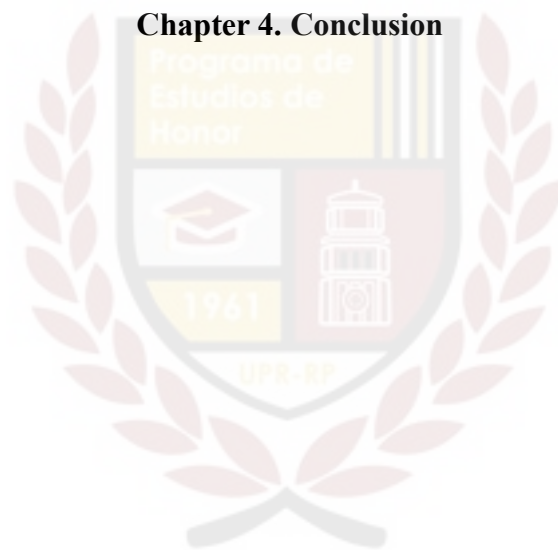 Chapter 4. Conclusion
Programa de
Estudios de
Honor
1961
UPR-RP